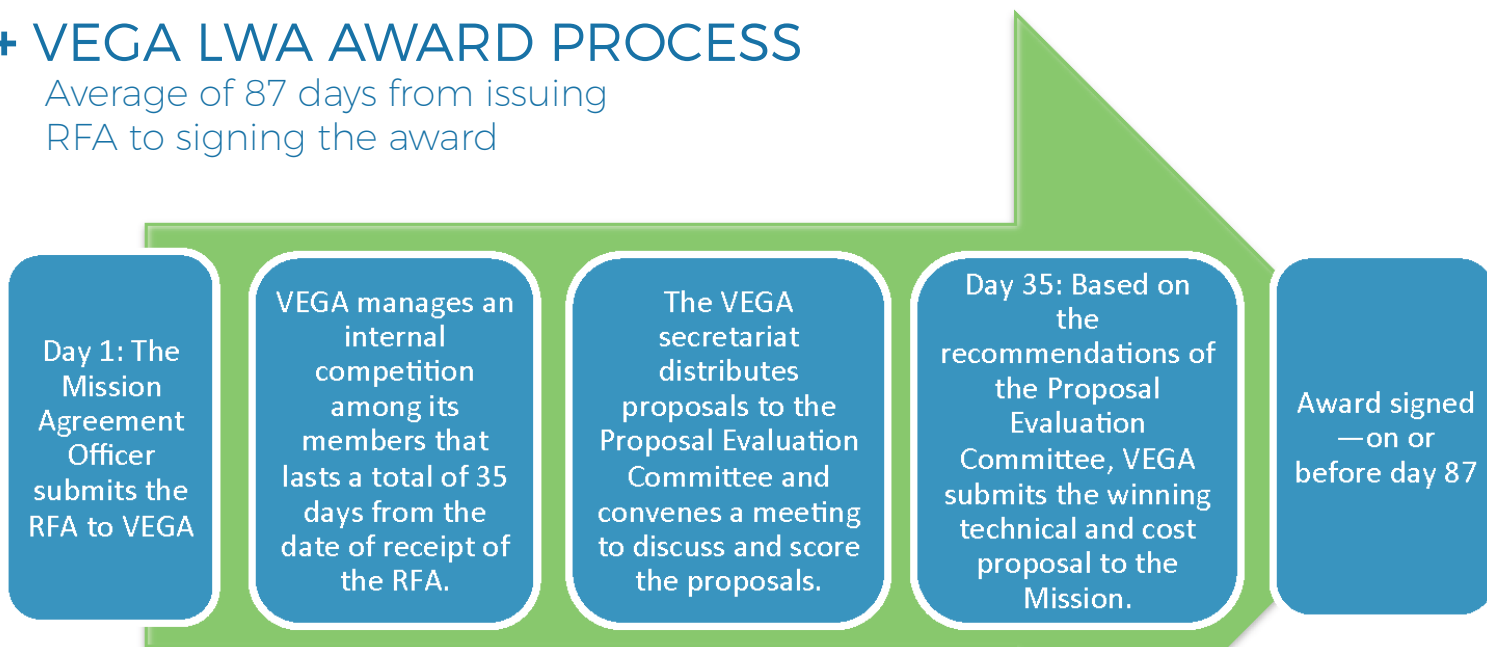 + VEGA LWA AWARD PROCESS
Average of 87 days from issuing
RFA to signing the award
Day 1: The
Mission
Agreement
Officer
submits the
RFA to VEGA
VEGA manages an
internal
competition
among its
members that
lasts a total of 35
days from the
date of receipt of
the RFA.
The VEGA
secretariat
distributes
proposals to the
Proposal Evaluation
Committee and
convenes a meeting
to discuss and score
the proposals.
Day 35: Based on
the
recommendations of
the Proposal
Evaluation
Committee, VEGA
submits the winning
technical and cost
proposal to the
Mission.
Award signed
—on or
before day 87